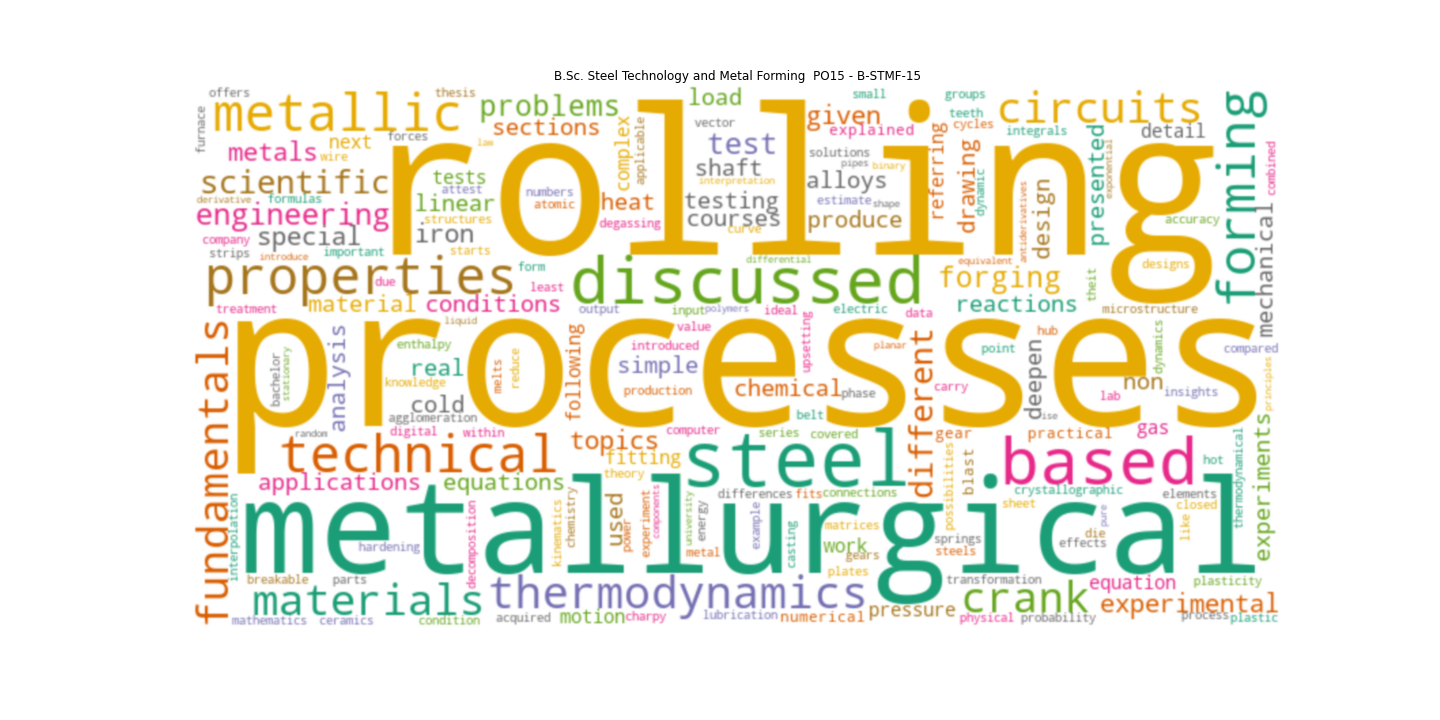 B.Sc. Steel Technology and Metal Forming  PO15 - B-STMF-15
offers
thesis
small
groups
load
metallic
problems
rolling
given
circuits
furnace
forces
sections
vector
explained
teeth
cycles
integrals
detail
forming
metals
wire
next
law
complex
applicable
test
solutions
pipes
binary
referring
drawing
presented
exponential
combined
scientific
tests
attest
numbers
shaft
interpretation
alloys
dynamic
derivative
formulas
linear
atomic
heat
testing
estimate
shape
antiderivatives
design
engineering
structures
degassing
courses
produce
accuracy
mechanical
company
special
iron
curve
strips
introduce
important
starts
properties
due
form
least
discussed
differential
equivalent
forging
designs
theit
treatment
material
conditions
output
input
polymers
ideal
electric
data
reactions
microstructure
processes
fundamentals
liquid
value
upsetting
different
hub
dynamics
analysis
enthalpy
following
introduced
planar
point
compared
bachelor
stationary
real
melts
reduce
simple
deepen
principles
knowledge
production
chemical
phase
carry
non
lab
insights
cold
agglomeration
belt
ise
random
digital
within
computer
series
covered
gear
practical
gas
technical
topics
fitting
steel
based
hot
thermodynamical
experiments
applications
equations
theory
differences
fits
connections
possibilities
blast
crystallographic
elements
interpolation
metallurgical
decomposition
kinematics
chemistry
used
power
experiment
components
university
energy
example
casting
matrices
sheet
closed
like
pure
die
effects
hardening
metal
work
gears
springs
steels
breakable
parts
plates
transformation
equation
plasticity
materials
thermodynamics
crank
experimental
pressure
mathematics
ceramics
condition
acquired
motion
charpy
lubrication
numerical
physical
probability
process
plastic